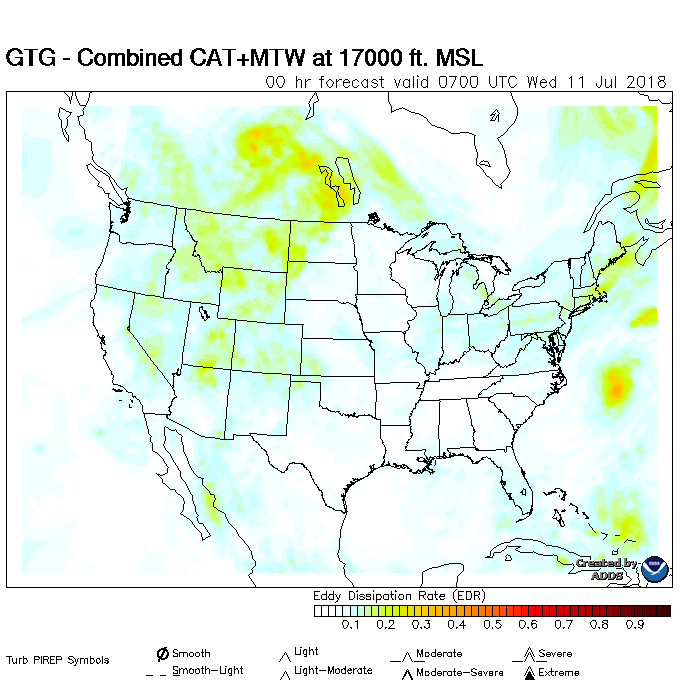 GTG - Combined CAT+MTW at 17000 ft. MSL
00 hr forecast valid 0700 UTC Wed 11 Jul 2018
Created by
ADDS
Eddy Dissipation Rate (EDR)
0.1 0.2 0.3 0.4 0.5 0.6 0.7 0.8 0.9
Turb PIREP Symbols
Smooth Light Moderate Severe
Smooth-Light Light-Moderate Moderate-Severe Extreme